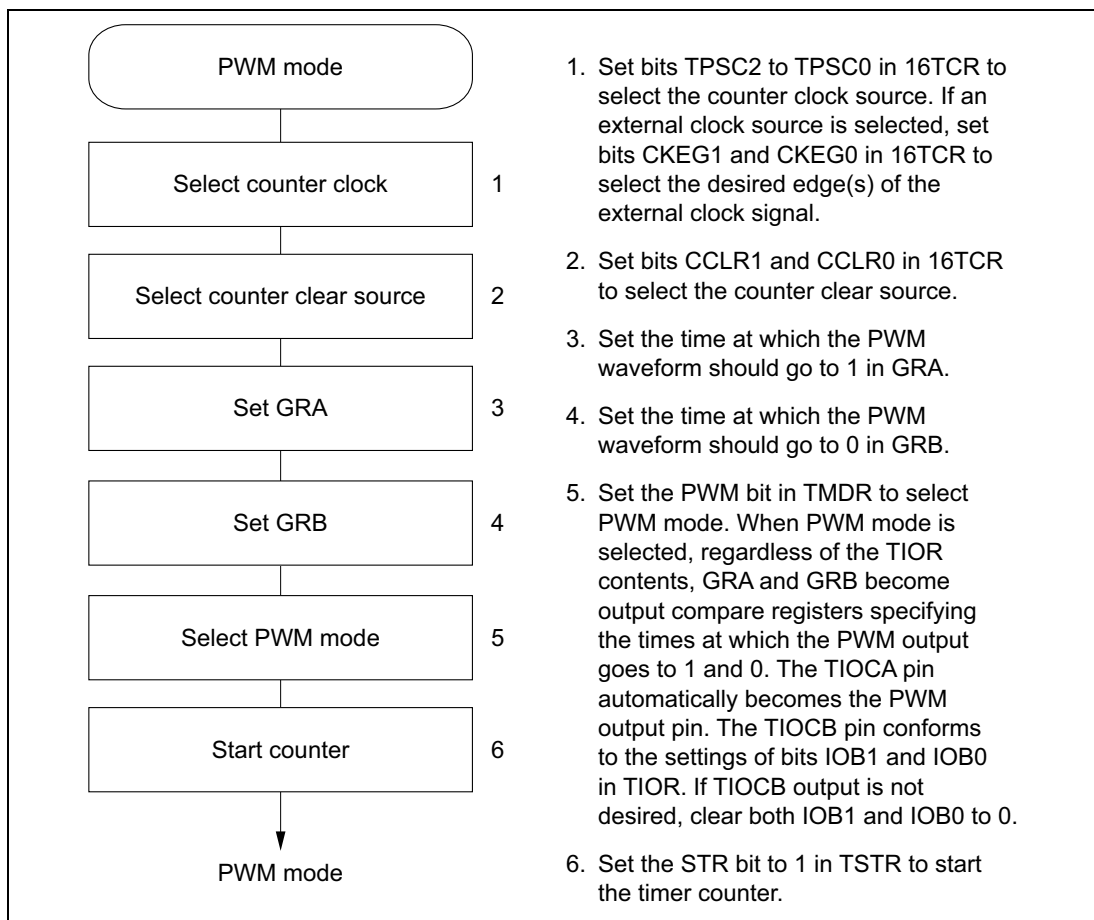 PWM mode
Select counter clock 1
Select counter clear source 2
Set GRA 3
Set GRB 4
Select PWM mode 5
Start counter 6
PWM mode
1. Set bits TPSC2 to TPSC0 in 16TCR to
select the counter clock source. If an
external clock source is selected, set
bits CKEG1 and CKEG0 in 16TCR to
select the desired edge(s) of the
external clock signal.
2. Set bits CCLR1 and CCLR0 in 16TCR
to select the counter clear source.
3. Set the time at which the PWM
waveform should go to 1 in GRA.
4. Set the time at which the PWM
waveform should go to 0 in GRB.
5. Set the PWM bit in TMDR to select
PWM mode. When PWM mode is
selected, regardless of the TIOR
contents, GRA and GRB become
output compare registers specifying
the times at which the PWM output
goes to 1 and 0. The TIOCA pin
automatically becomes the PWM
output pin. The TIOCB pin conforms
to the settings of bits IOB1 and IOB0
in TIOR. If TIOCB output is not
desired, clear both IOB1 and IOB0 to 0.
6. Set the STR bit to 1 in TSTR to start
the timer counter.